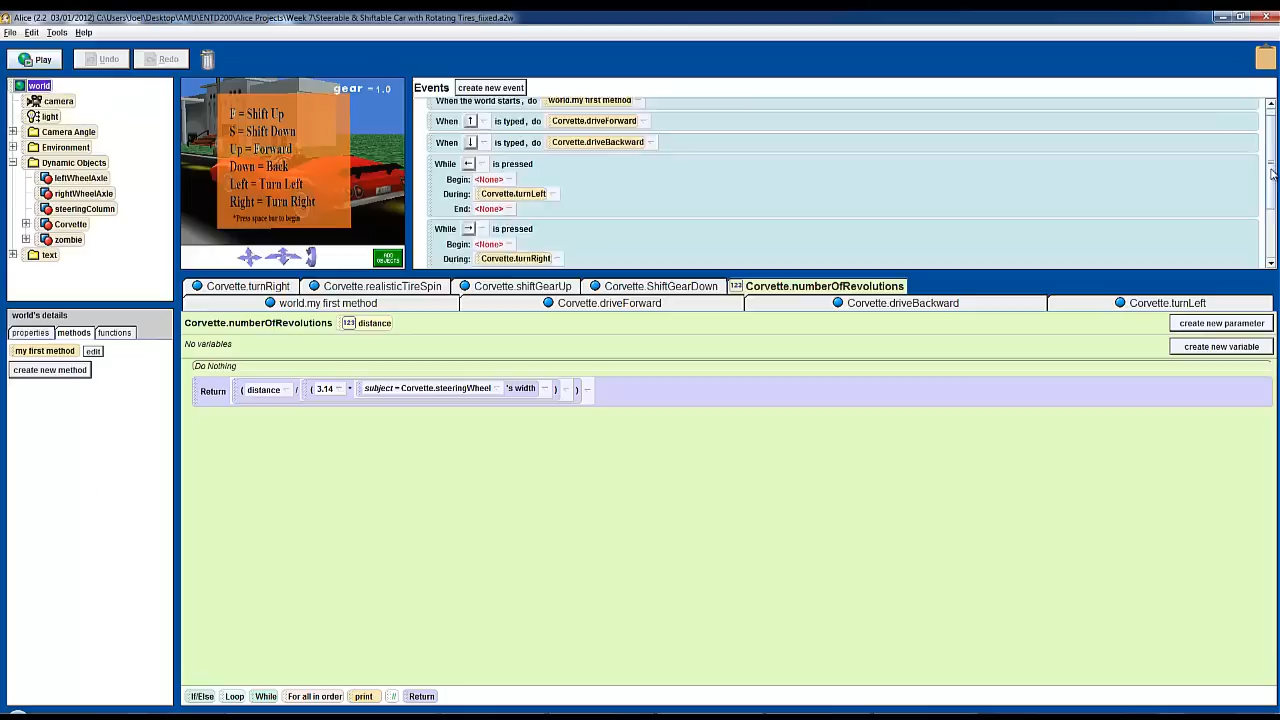 Alice (2.2 03/01/2012) C:\Users\Joel\Desktop\AMU\ENTD200\Alice Projects\Week 7\Steerable & Shiftable Car with Rotating Tires_fiixed.a2w
File Edit Tools Help
Play Undo Redo
world
camera
light
Camera Angle
Environment
Dynamic Objects
leftWheelAxle
rightWheelAxle
steeringColumn
Corvette
zombie
text
gear = 1.0
F = Shift Up
S = Shift Down
Up = Forward
Down = Back
Left = Turn Left
Right = Turn Right
*Press space bar to begin
ADD
OBJECTS
Events create new event
When the world starts, do world.my first method
When ↑ is typed, do Corvette.driveForward
When ↓ is typed, do Corvette.driveBackward
While ← is pressed
Begin: <None>
During: Corvette.turnLeft
End: <None>
While → is pressed
Begin: <None>
During: Corvette.turnRight
world's details
properties methods functions
my first method edit
create new method
Corvette.turnRight Corvette.realisticTireSpin Corvette.shiftGearUp Corvette.ShiftGearDown 123 Corvette.numberOfRevolutions
world.my first method Corvette.driveForward Corvette.driveBackward Corvette.turnLeft
Corvette.numberOfRevolutions 123 distance create new parameter
No variables create new variable
Do Nothing
Return ( distance / ( 3.14 * subject = Corvette.steeringWheel 's width ) )
If/Else Loop While For all in order print // Return